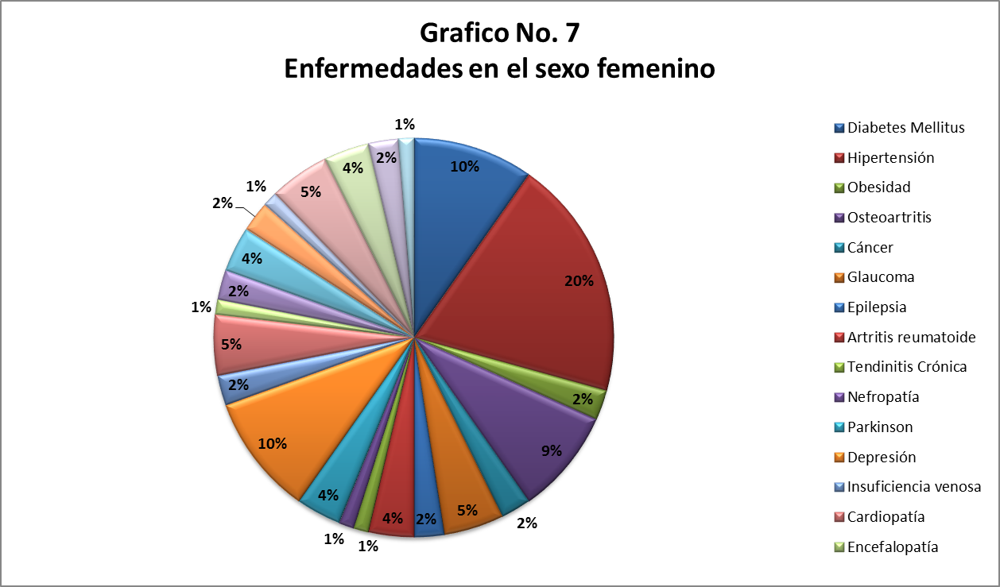 Grafico No. 7
Enfermedades en el sexo femenino
10%
20%
2%
9%
2%
5%
2%
4%
1%
1%
4%
10%
2%
5%
1%
2%
4%
2%
1%
5%
4%
2%
1%
Diabetes Mellitus
Hipertensión
Obesidad
Osteoartritis
Cáncer
Glaucoma
Epilepsia
Artritis reumatoide
Tendinitis Crónica
Nefropatía
Parkinson
Depresión
Insuficiencia venosa
Cardiopatía
Encefalopatía